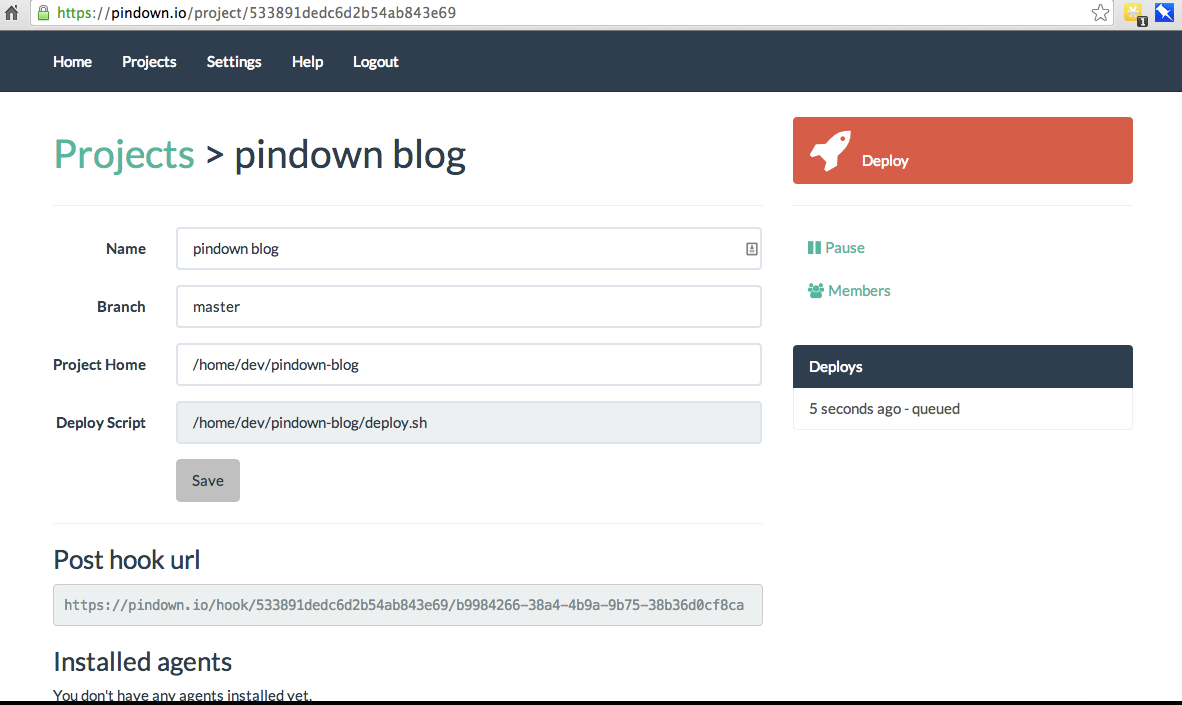 https://pindown.io/project/533891dedc6d2b54ab843e69
1
Home Projects Settings Help Logout
Projects > pindown blog
Name pindown blog
Branch master
Project Home /home/dev/pindown-blog
Deploy Script /home/dev/pindown-blog/deploy.sh
Save
Post hook url
https://pindown.io/hook/533891dedc6d2b54ab843e69/b9984266-38a4-4b9a-9b75-38b36d0cf8ca
Installed agents
You don't have any agents installed yet.
Deploy
Pause
Members
Deploys
5 seconds ago - queued